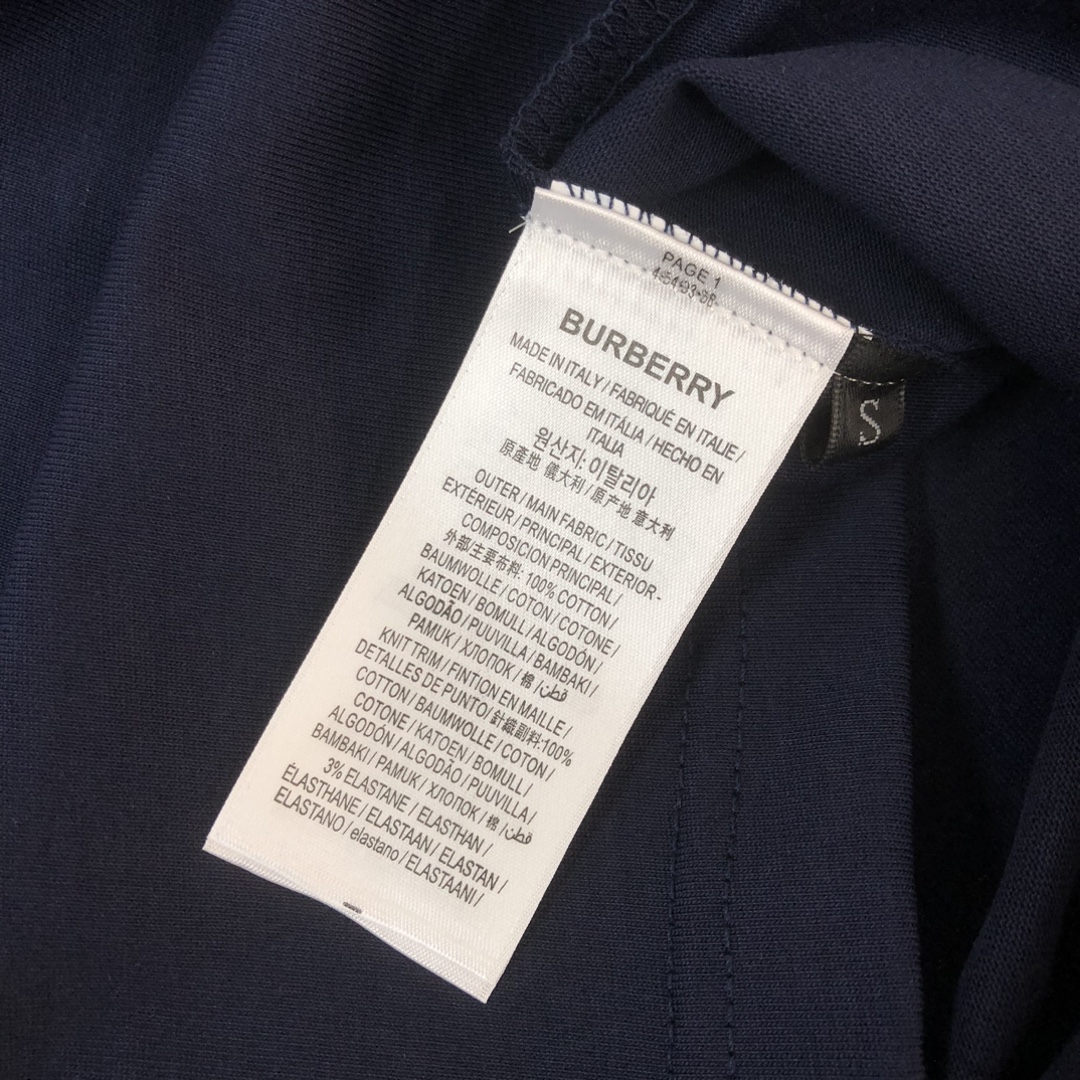 PAGE 1
BURBERRY
MADE IN ITALY / FABRIQUÉ EN ITALIE /
FABRICADO EM ITÁLIA / HECHO EN
ITALIA
원산지: 이탈리아
原產地 儀大利 / 原产地 意大利
OUTER / MAIN FABRIC / TISSU
EXTÉRIEUR / PRINCIPAL / EXTERIOR-
COMPOSICION PRINCIPAL /
外部/主要布料: 100% COTTON /
BAUMWOLLE / COTON / COTONE /
KATOEN / BOMULL / ALGODÓN /
ALGODÃO / PUUVILLA / BAMBAKI /
PAMUK / ХЛОПОК / 棉 / قطن
KNIT TRIM / FINTION EN MAILLE /
DETALLES DE PUNTO/ 針織副料:100%
COTTON / BAUMWOLLE / COTON /
COTONE / KATOEN / BOMULL /
ALGODÓN / ALGODÃO / PUUVILLA /
BAMBAKI / PAMUK / ХЛОПОК / 棉 / قطن
3% ELASTANE / ELASTHAN /
ÉLASTHANE / ELASTAAN / ELASTAN /
ELASTANO / elastano / ELASTAANI /
S